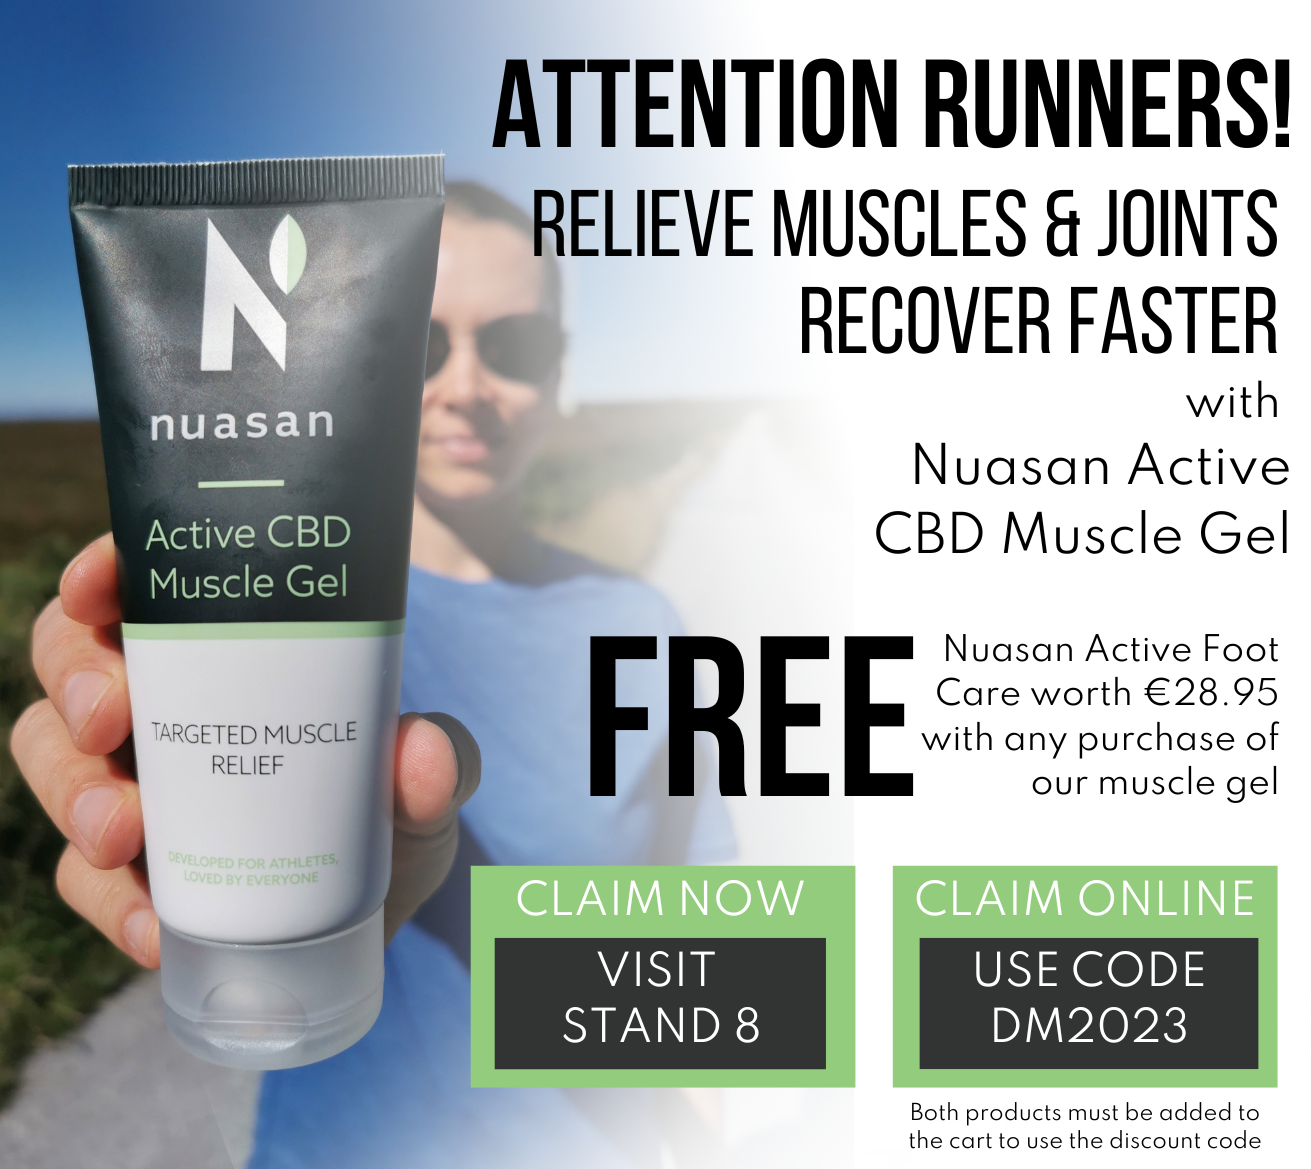 ATTENTION RUNNERS!
RELIEVE MUSCLES & JOINTS
RECOVER FASTER
with
Nuasan Active
CBD Muscle Gel
nuasan
Active CBD
Muscle Gel
TARGETED MUSCLE
RELIEF
DEVELOPED FOR ATHLETES,
LOVED BY EVERYONE
FREE
Nuasan Active Foot
Care worth €28.95
with any purchase of
our muscle gel
CLAIM NOW
VISIT
STAND 8
CLAIM ONLINE
USE CODE
DM2023
Both products must be added to
the cart to use the discount code